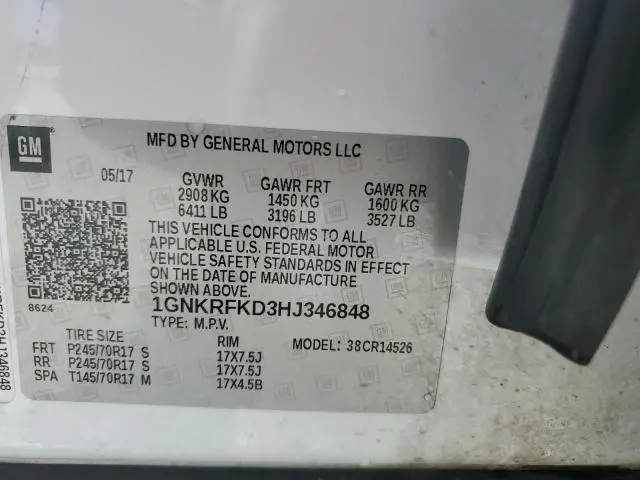 GM
®
MFD BY GENERAL MOTORS LLC
05/17
GVWR GAWR FRT GAWR RR
2908 KG 1450 KG 1600 KG
6411 LB 3196 LB 3527 LB
THIS VEHICLE CONFORMS TO ALL
APPLICABLE U.S. FEDERAL MOTOR
VEHICLE SAFETY STANDARDS IN EFFECT
ON THE DATE OF MANUFACTURE
SHOWN ABOVE.
8624
1GNKRFKD3HJ346848
TYPE: M.P.V.
MODEL: 38CR14526
TIRE SIZE RIM
FRT P245/70R17 S 17X7.5J
RR P245/70R17 S 17X7.5J
SPA T145/70R17 M 17X4.5B